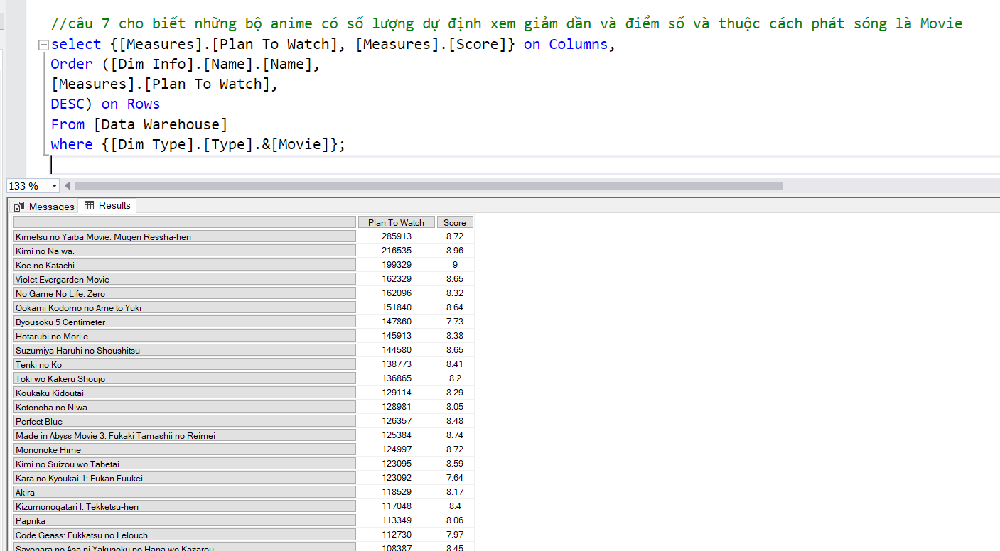 //câu 7 cho biết những bộ anime có số lượng dự định xem giảm dần và điểm số và thuộc cách phát sóng là Movie
select {[Measures].[Plan To Watch], [Measures].[Score]} on Columns,
Order ([Dim Info].[Name].[Name],
[Measures].[Plan To Watch],
DESC) on Rows
From [Data Warehouse]
where {[Dim Type].[Type].&[Movie]};
133 %
Messages Results
Plan To Watch Score
Kimetsu no Yaiba Movie: Mugen Ressha-hen 285913 8.72
Kimi no Na wa. 216535 8.96
Koe no Katachi 199329 9
Violet Evergarden Movie 162329 8.65
No Game No Life: Zero 162096 8.32
Ookami Kodomo no Ame to Yuki 151840 8.64
Byousoku 5 Centimeter 147860 7.73
Hotarubi no Mori e 145913 8.38
Suzumiya Haruhi no Shoushitsu 144580 8.65
Tenki no Ko 138773 8.41
Toki wo Kakeru Shoujo 136865 8.2
Koukaku Kidoutai 129114 8.29
Kotonoha no Niwa 128981 8.05
Perfect Blue 126357 8.48
Made in Abyss Movie 3: Fukaki Tamashii no Reimei 125384 8.74
Mononoke Hime 124997 8.72
Kimi no Suizou wo Tabetai 123095 8.59
Kara no Kyoukai 1: Fukan Fuukei 123092 7.64
Akira 118529 8.17
Kizumonogatari I: Tekketsu-hen 117048 8.4
Paprika 113349 8.06
Code Geass: Fukkatsu no Lelouch 112730 7.97
Sayonara no Asa ni Yakusoku no Hana wo Kazarou 108387 8.45